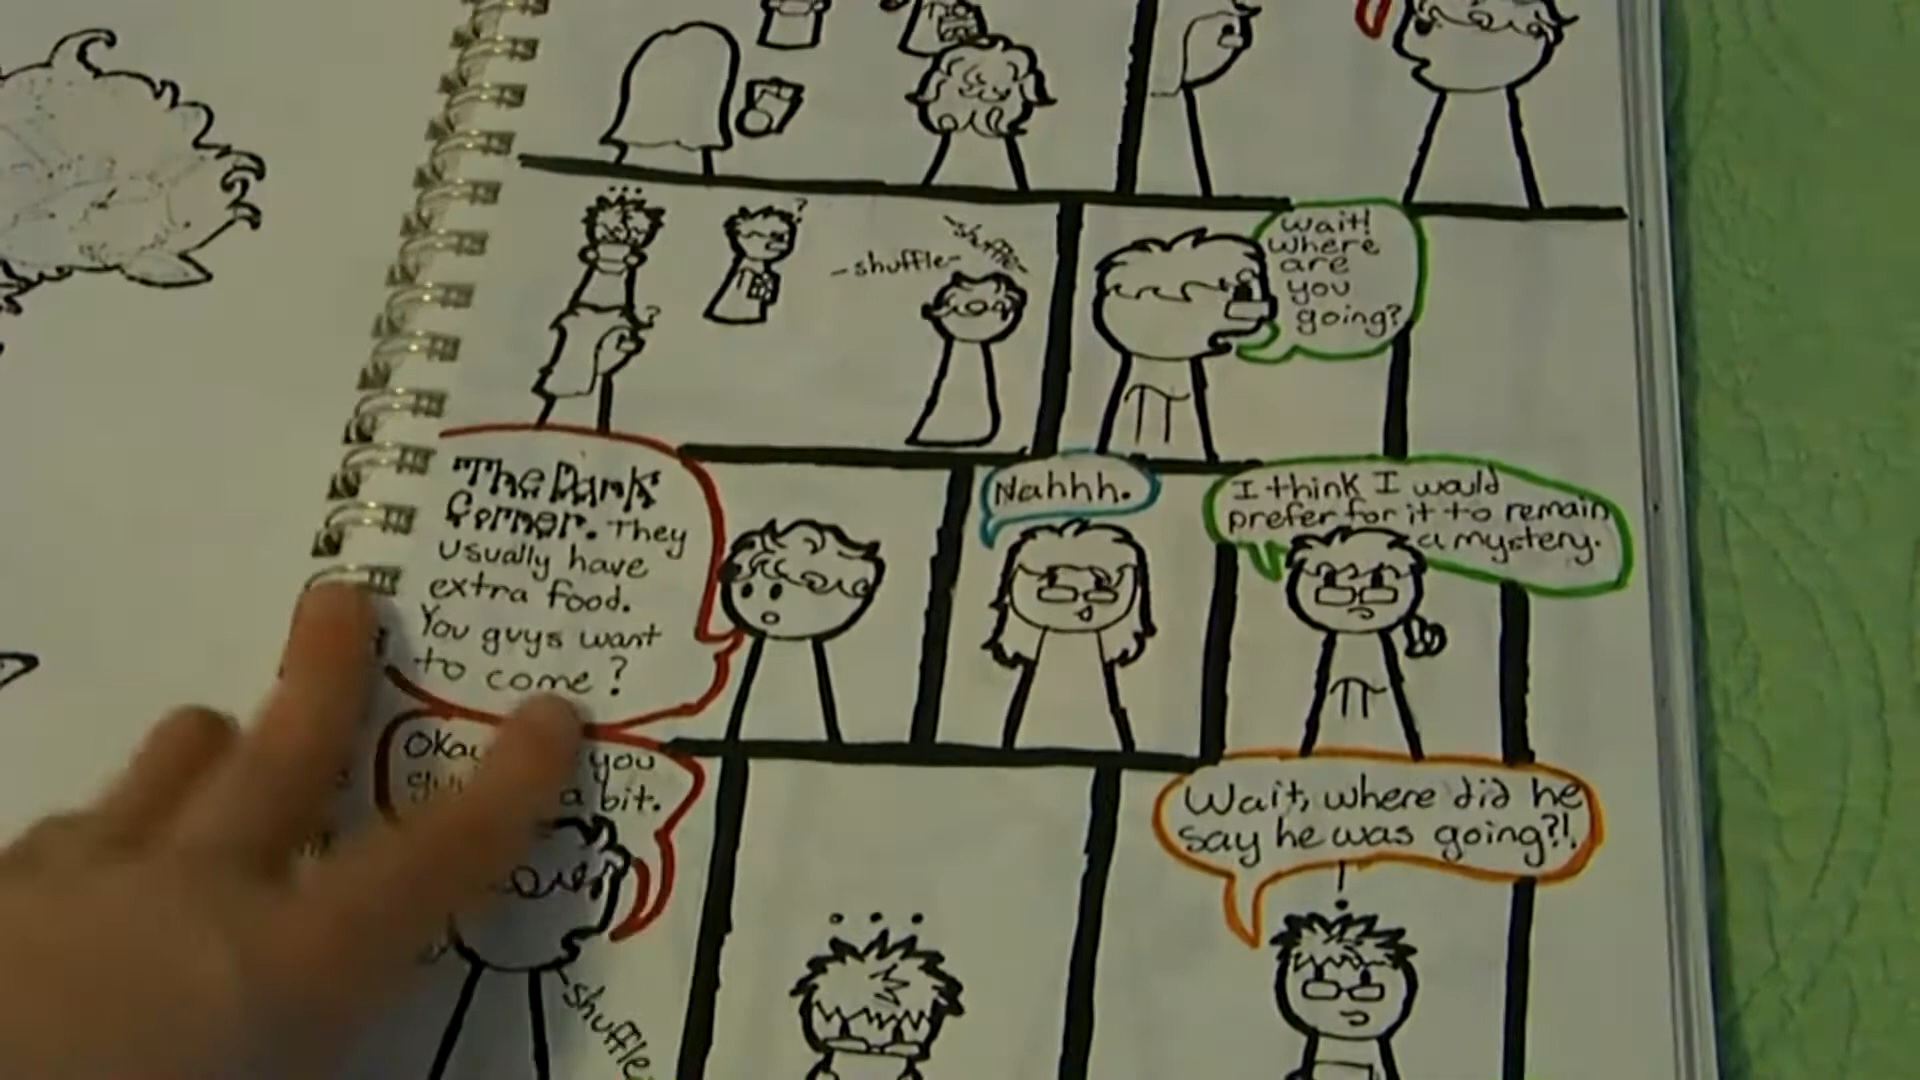 -shuffle-
-shuffle-
Wait!
Where
are
you
going?
The Dark
Corner. They
usually have
extra food.
You guys want
to come?
Nahhh.
I think I would
prefer for it to remain
a mystery.
you
a bit.
-shuffle-
Wait, where did he
say he was going?!